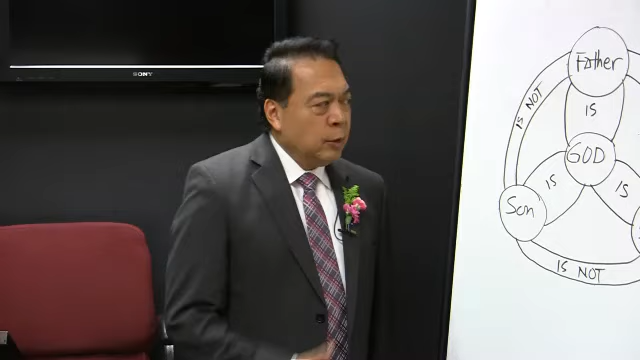 SONY
Father
IS NOT
IS
GOD
IS
IS
Son
IS NOT